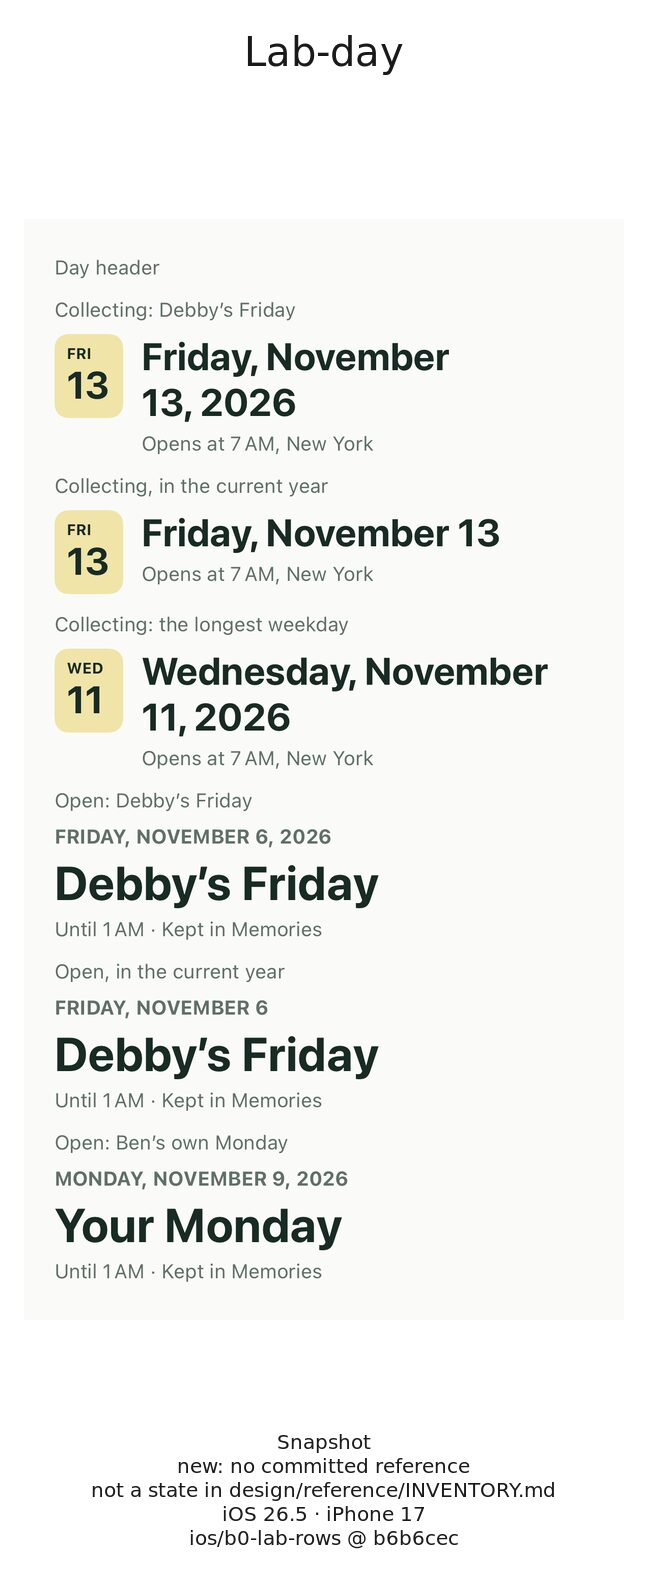 Lab-day
Day header
Collecting: Debby’s Friday
FRI
13
Friday, November
13, 2026
Opens at 7 AM, New York
Collecting, in the current year
FRI
13
Friday, November 13
Opens at 7 AM, New York
Collecting: the longest weekday
WED
11
Wednesday, November
11, 2026
Opens at 7 AM, New York
Open: Debby’s Friday
FRIDAY, NOVEMBER 6, 2026
Debby’s Friday
Until 1 AM · Kept in Memories
Open, in the current year
FRIDAY, NOVEMBER 6
Debby’s Friday
Until 1 AM · Kept in Memories
Open: Ben’s own Monday
MONDAY, NOVEMBER 9, 2026
Your Monday
Until 1 AM · Kept in Memories
Snapshot
new: no committed reference
not a state in design/reference/INVENTORY.md
iOS 26.5 · iPhone 17
ios/b0-lab-rows @ b6b6cec